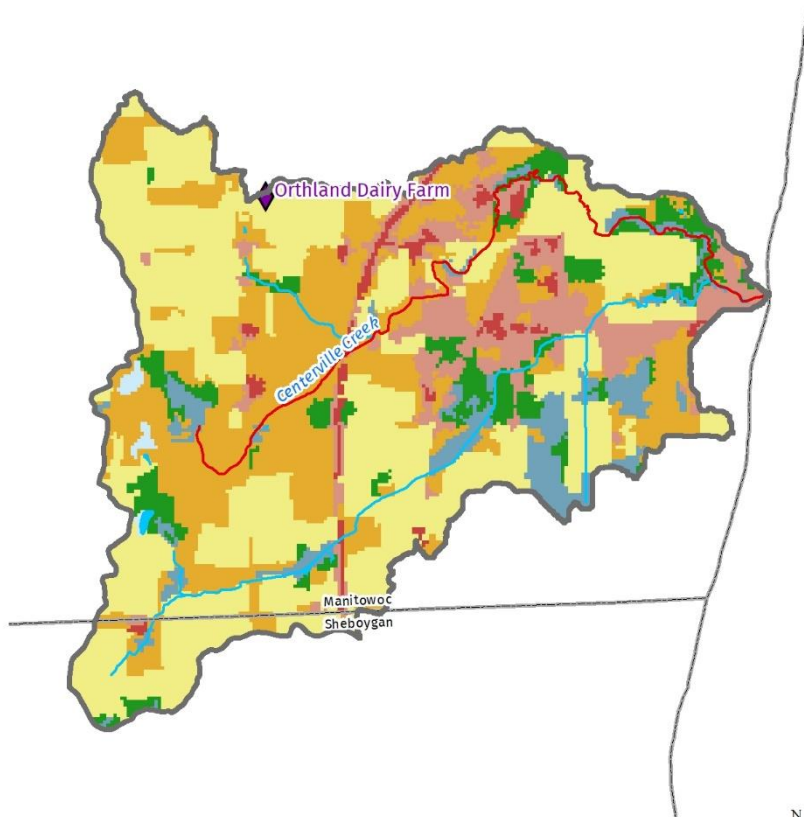 Orthland Dairy Farm
Centerville Creek
Manitowoc
Sheboygan
N